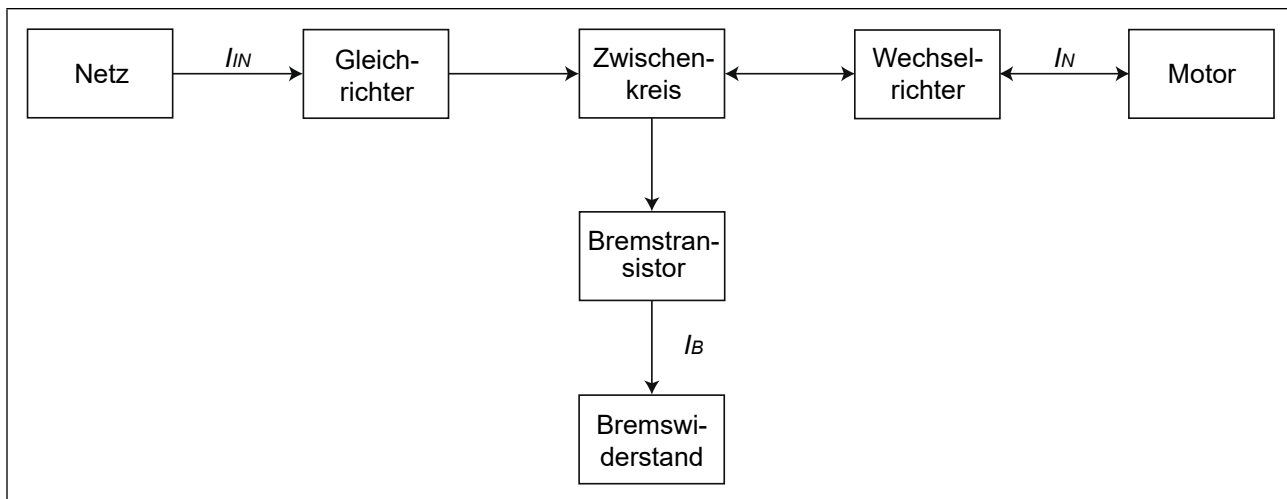 Netz
I_IN
Gleich-
richter
Zwischen-
kreis
Wechsel-
richter
I_N
Motor
Bremstran-
sistor
I_B
Bremswi-
derstand